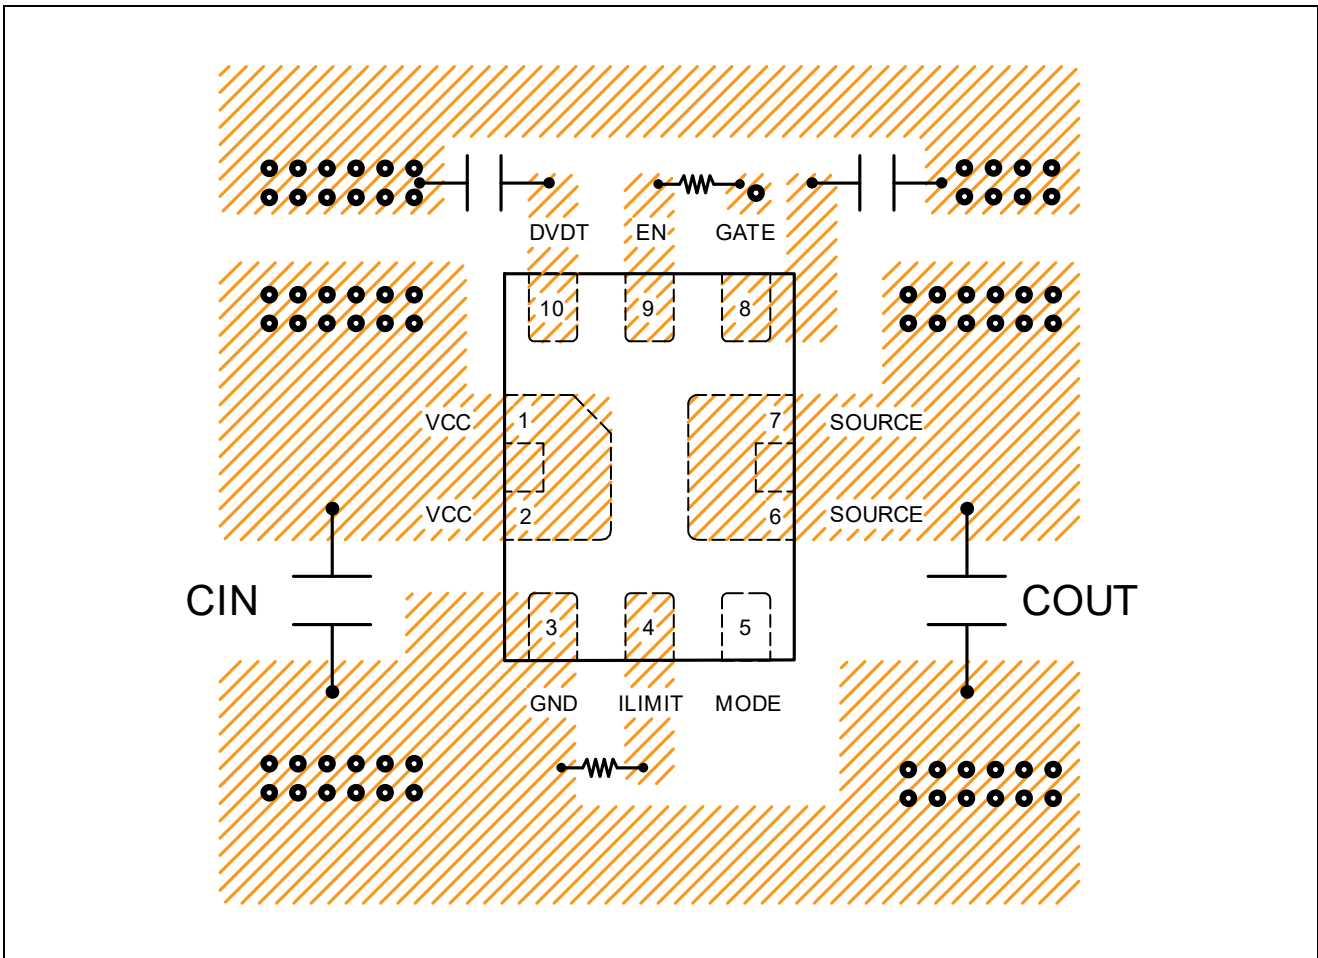 DVDT EN GATE
10 9 8
VCC 1 7 SOURCE
VCC 2 6 SOURCE
CIN COUT
3 4 5
GND ILIMIT MODE